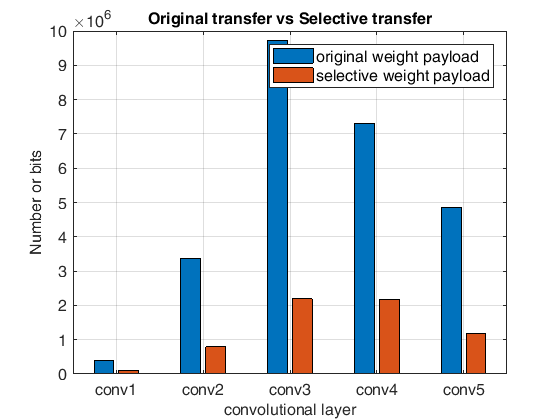 Original transfer vs Selective transfer
×10^6
original weight payload
selective weight payload
Number or bits
10
9
8
7
6
5
4
3
2
1
0
conv1 conv2 conv3 conv4 conv5
convolutional layer